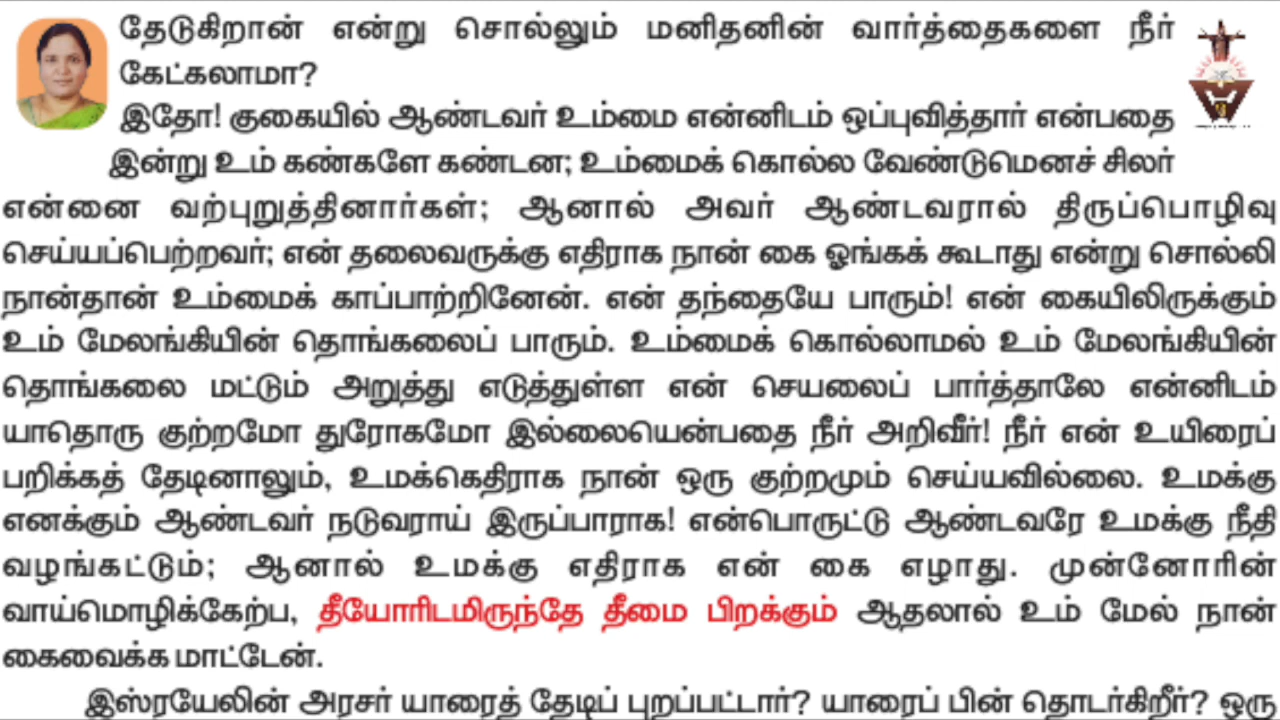 தேடுகிறான் என்று சொல்லும் மனிதனின் வார்த்தைகளை நீர்
கேட்கலாமா?
இதோ! குகையில் ஆண்டவர் உம்மை என்னிடம் ஒப்புவித்தார் என்பதை
இன்று உம் கண்களே கண்டன; உம்மைக் கொல்ல வேண்டுமெனச் சிலர்
என்னை வற்புறுத்தினார்கள்; ஆனால் அவர் ஆண்டவரால் திருப்பொழிவு
செய்யப்பெற்றவர்; என் தலைவருக்கு எதிராக நான் கை ஓங்கக் கூடாது என்று சொல்லி
நான்தான் உம்மைக் காப்பாற்றினேன். என் தந்தையே பாரும்! என் கையிலிருக்கும்
உம் மேலங்கியின் தொங்கலைப் பாரும். உம்மைக் கொல்லாமல் உம் மேலங்கியின்
தொங்கலை மட்டும் அறுத்து எடுத்துள்ள என் செயலைப் பார்த்தாலே என்னிடம்
யாதொரு குற்றமோ துரோகமோ இல்லையென்பதை நீர் அறிவீர்! நீர் என் உயிரைப்
பறிக்கத் தேடினாலும், உமக்கெதிராக நான் ஒரு குற்றமும் செய்யவில்லை. உமக்கு
எனக்கும் ஆண்டவர் நடுவராய் இருப்பாராக! என்பொருட்டு ஆண்டவரே உமக்கு நீதி
வழங்கட்டும்; ஆனால் உமக்கு எதிராக என் கை எழாது. முன்னோரின்
வாய்மொழிக்கேற்ப, தீயோரிடமிருந்தே தீமை பிறக்கும் ஆதலால் உம் மேல் நான்
கைவைக்க மாட்டேன்.
இஸ்ரயேலின் அரசர் யாரைத் தேடிப் புறப்பட்டார்? யாரைப் பின் தொடர்கிறீர்? ஒரு